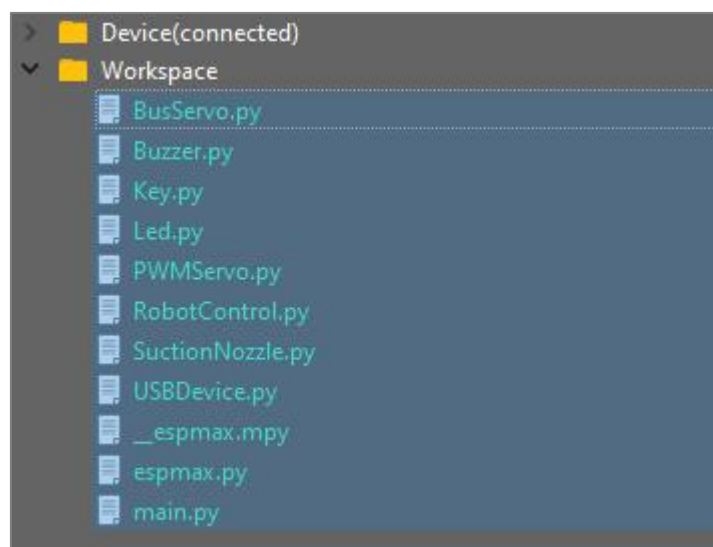 Device(connected)
Workspace
BusServo.py
Buzzer.py
Key.py
Led.py
PWMServo.py
RobotControl.py
SuctionNozzle.py
USBDevice.py
__espmax.mpy
espmax.py
main.py